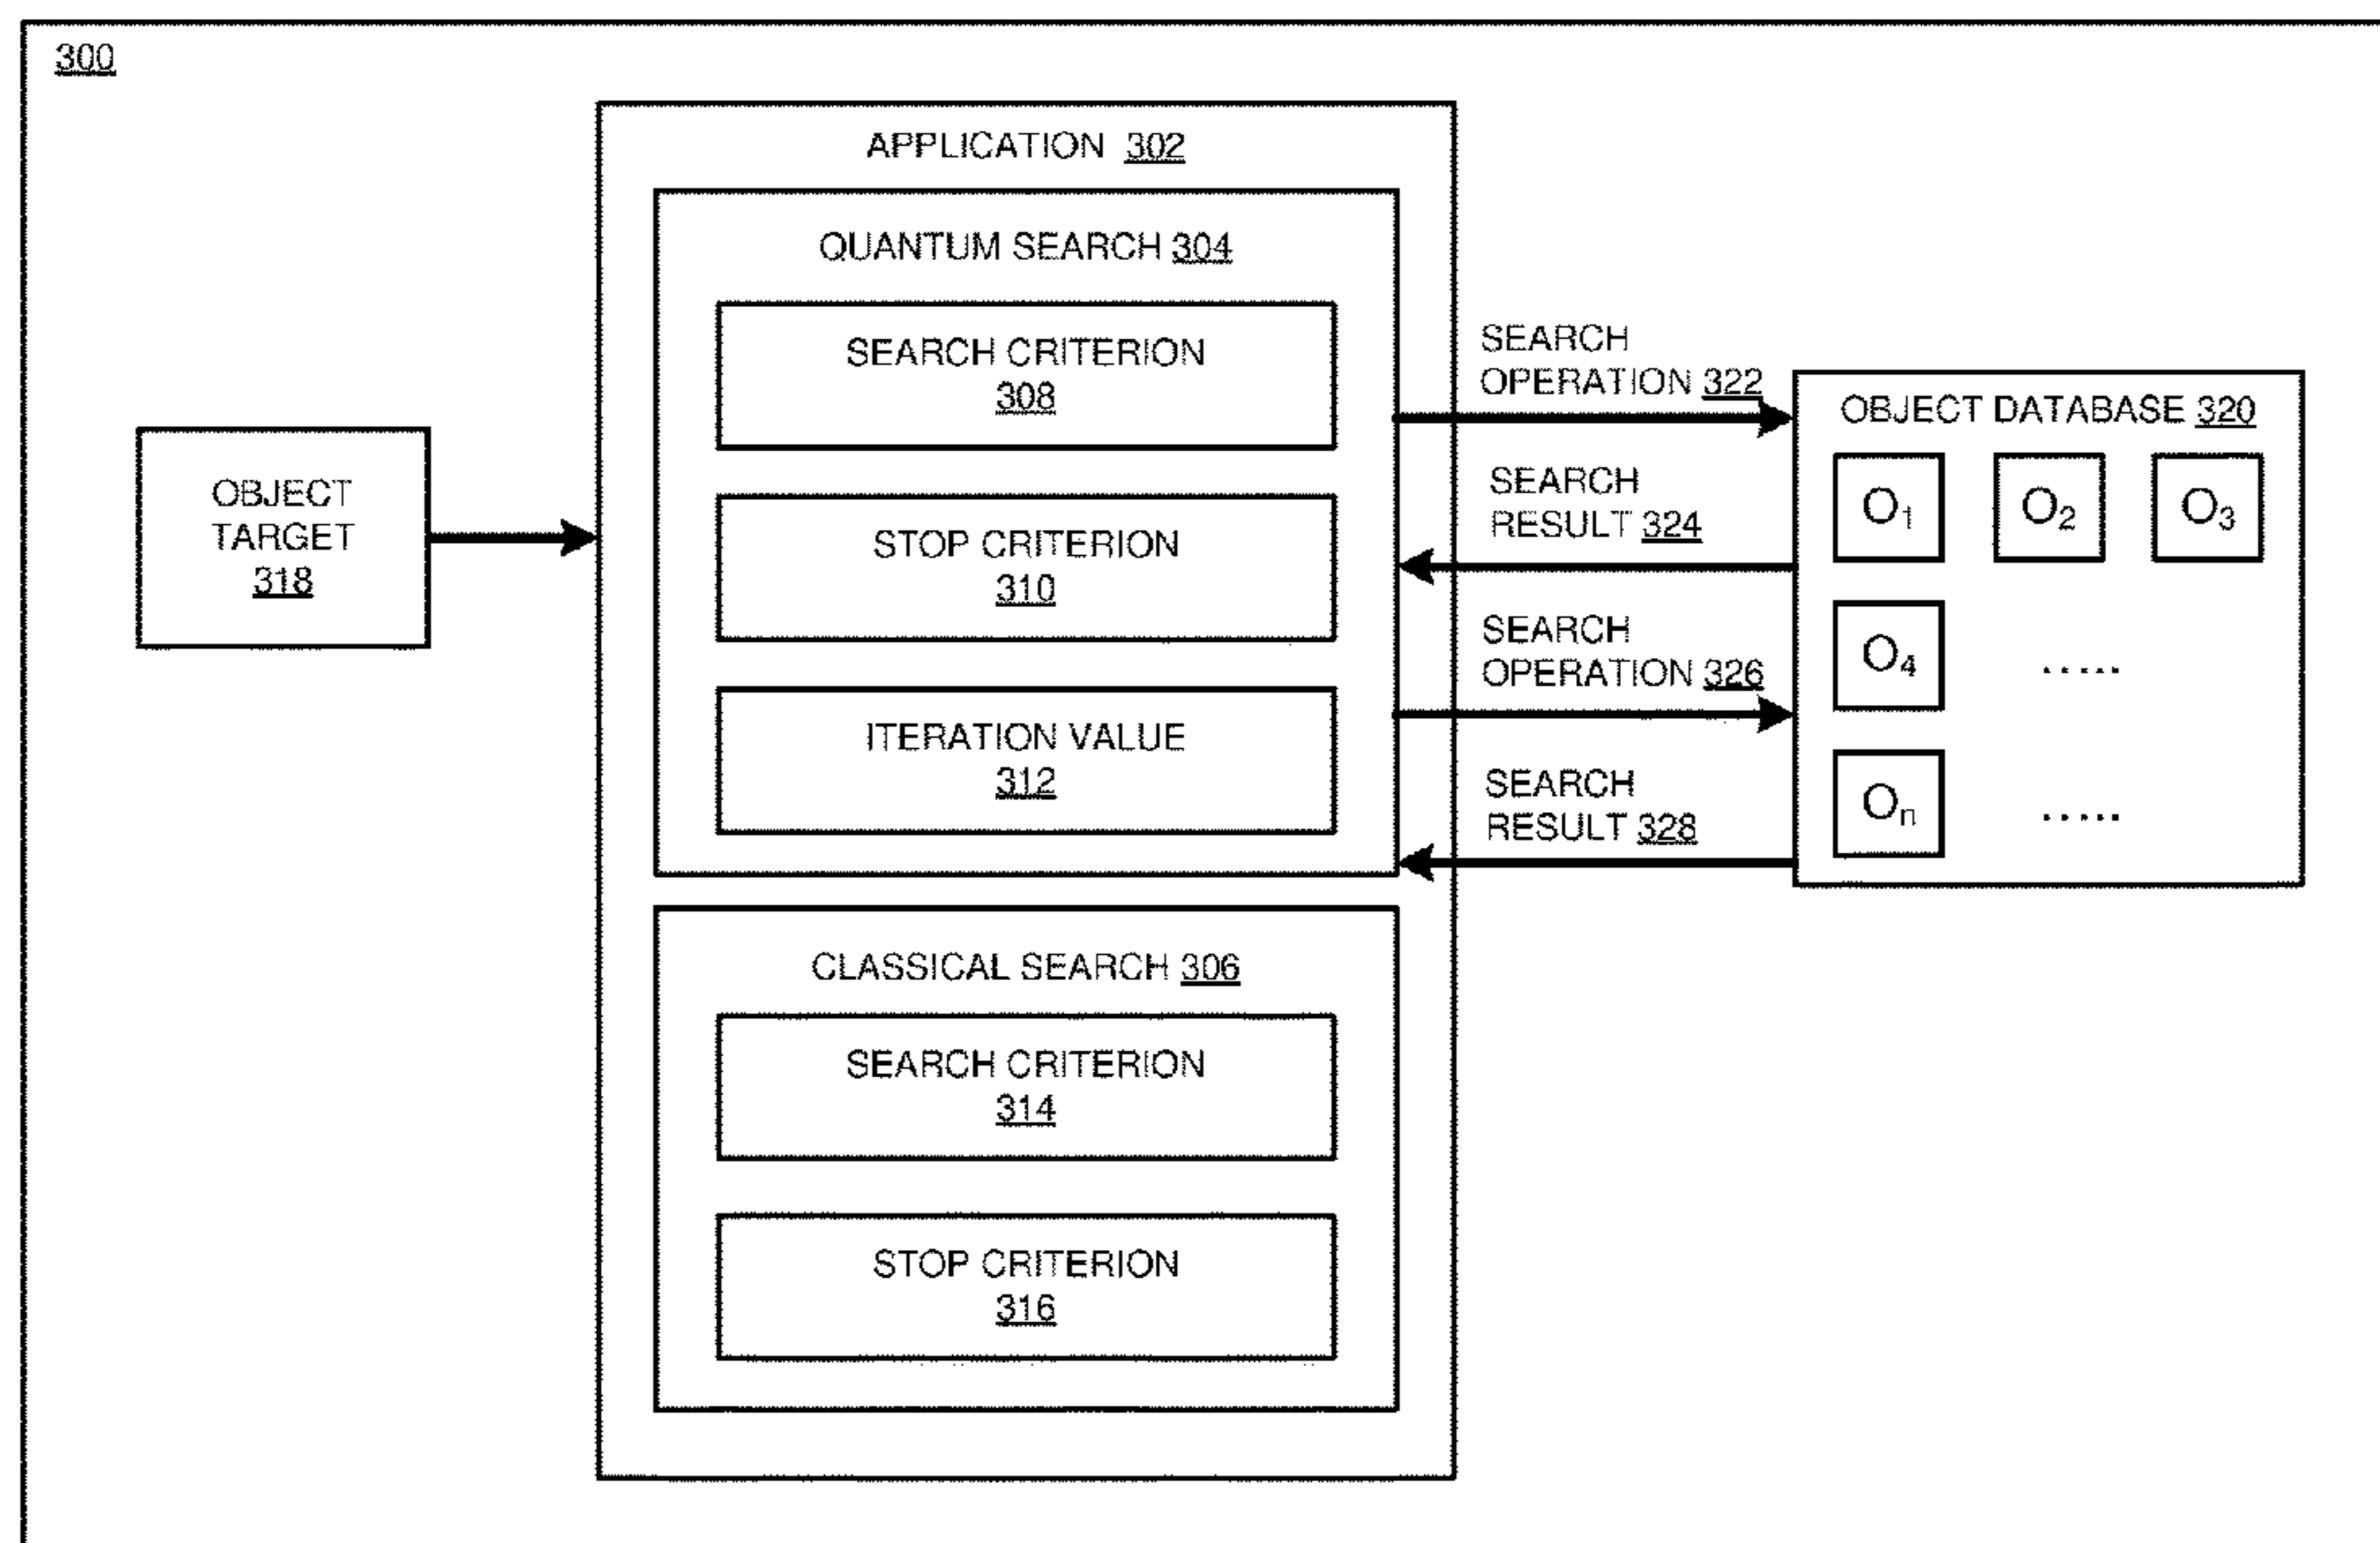 300
APPLICATION 302
QUANTUM SEARCH 304
SEARCH CRITERION
308
STOP CRITERION
310
ITERATION VALUE
312
CLASSICAL SEARCH 306
SEARCH CRITERION
314
STOP CRITERION
316
OBJECT
TARGET
318
SEARCH
OPERATION 322
SEARCH
RESULT 324
SEARCH
OPERATION 326
SEARCH
RESULT 328
OBJECT DATABASE 320
O₁ O₂ O₃
O₄ .....
Oₙ .....